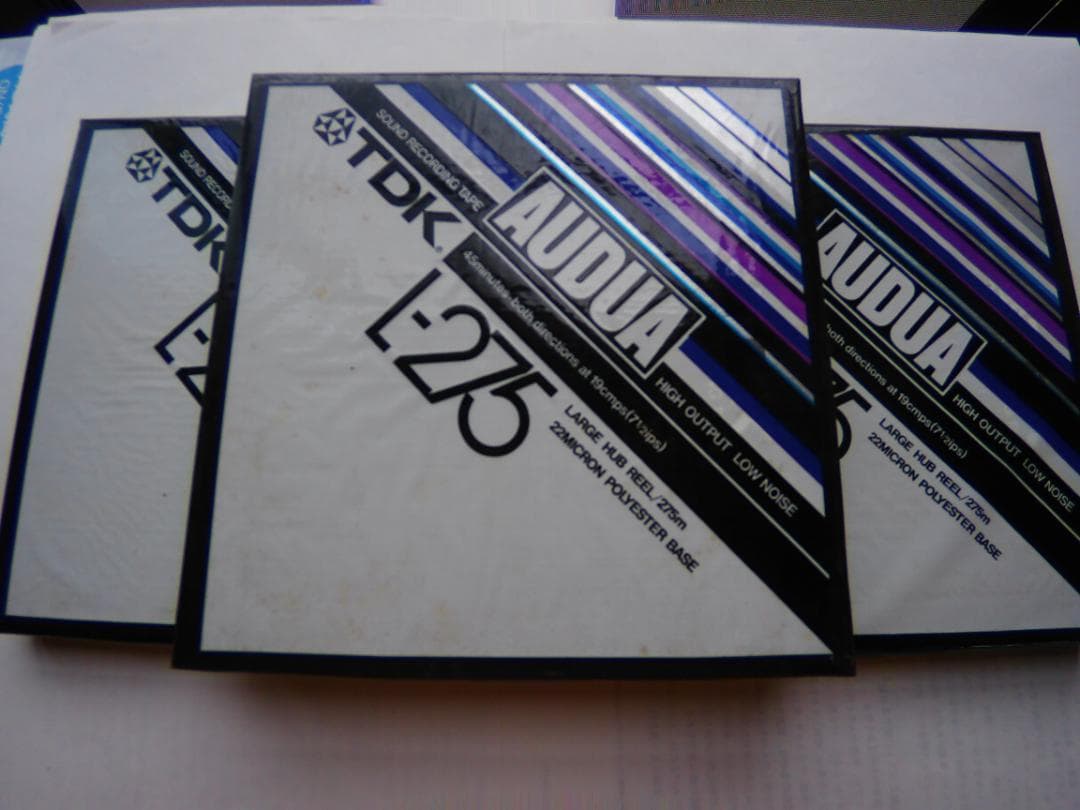 SOUND RECORDING TAPE
TDK
AUDUA
L-275
45minutes-both directions at 19cmps(7½ips)
HIGH OUTPUT LOW NOISE
LARGE HUB REEL/275m
22MICRON POLYESTER BASE
SOUND RECOR
TDK
AUDUA
both directions at 19cmps(7½ips)
HIGH OUTPUT LOW NOISE
LARGE HUB REEL/275m
22MICRON POLYESTER BASE